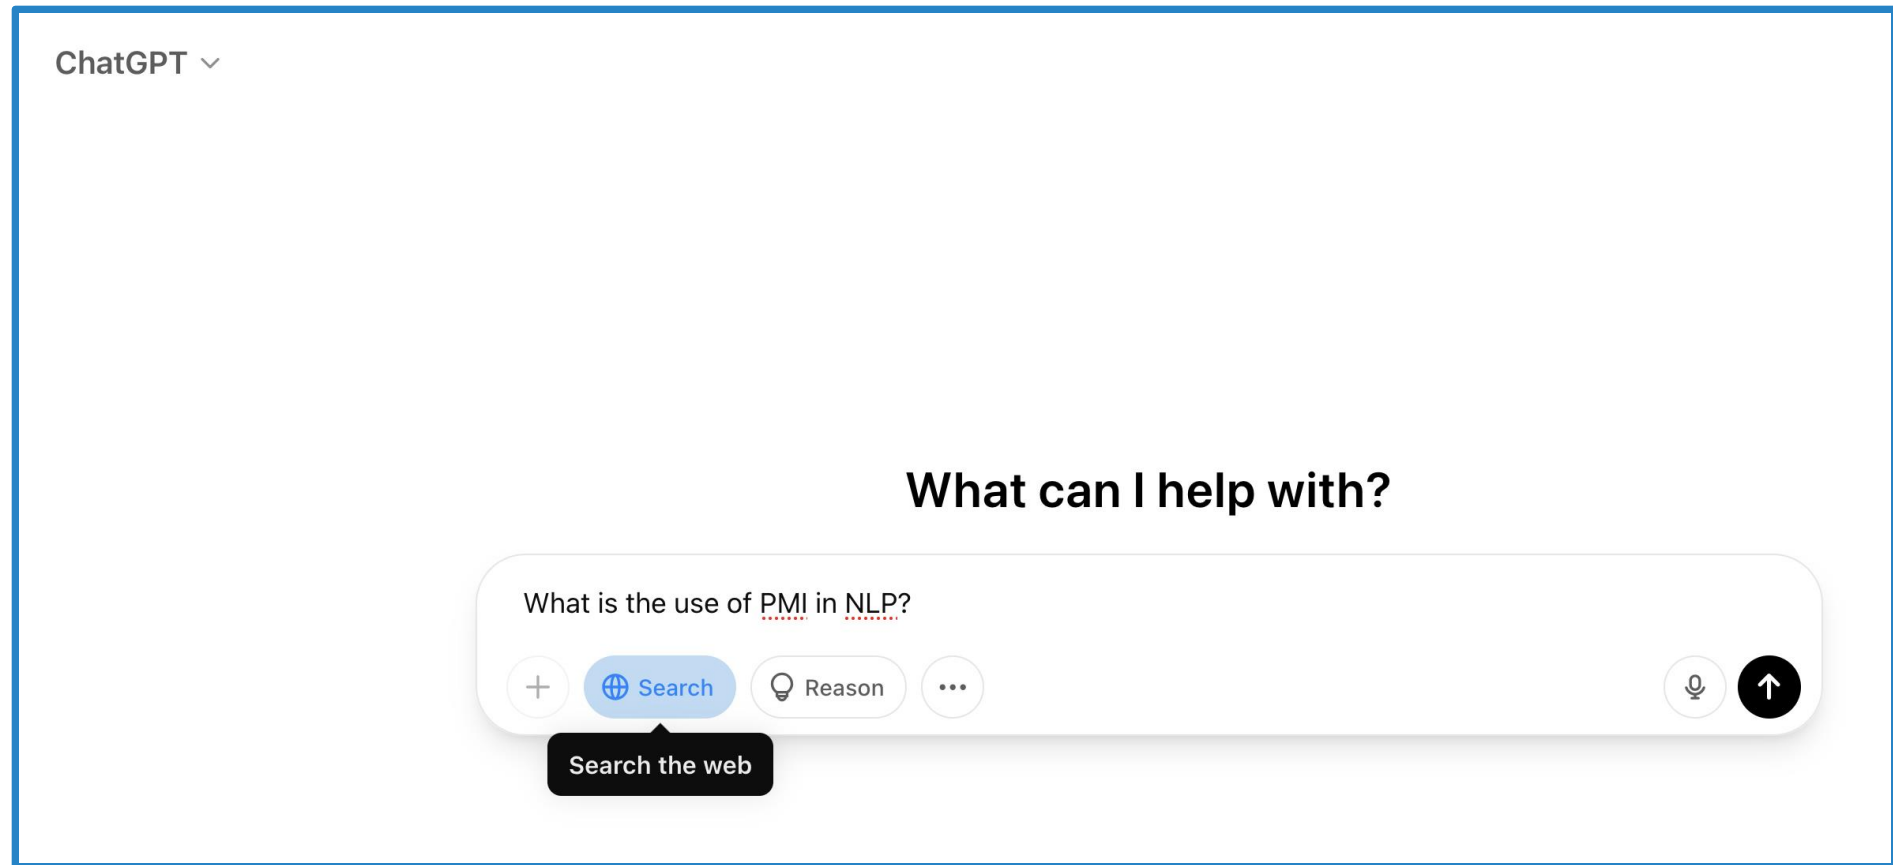 ChatGPT
What can I help with?
What is the use of PMI in NLP?
Search Reason
Search the web